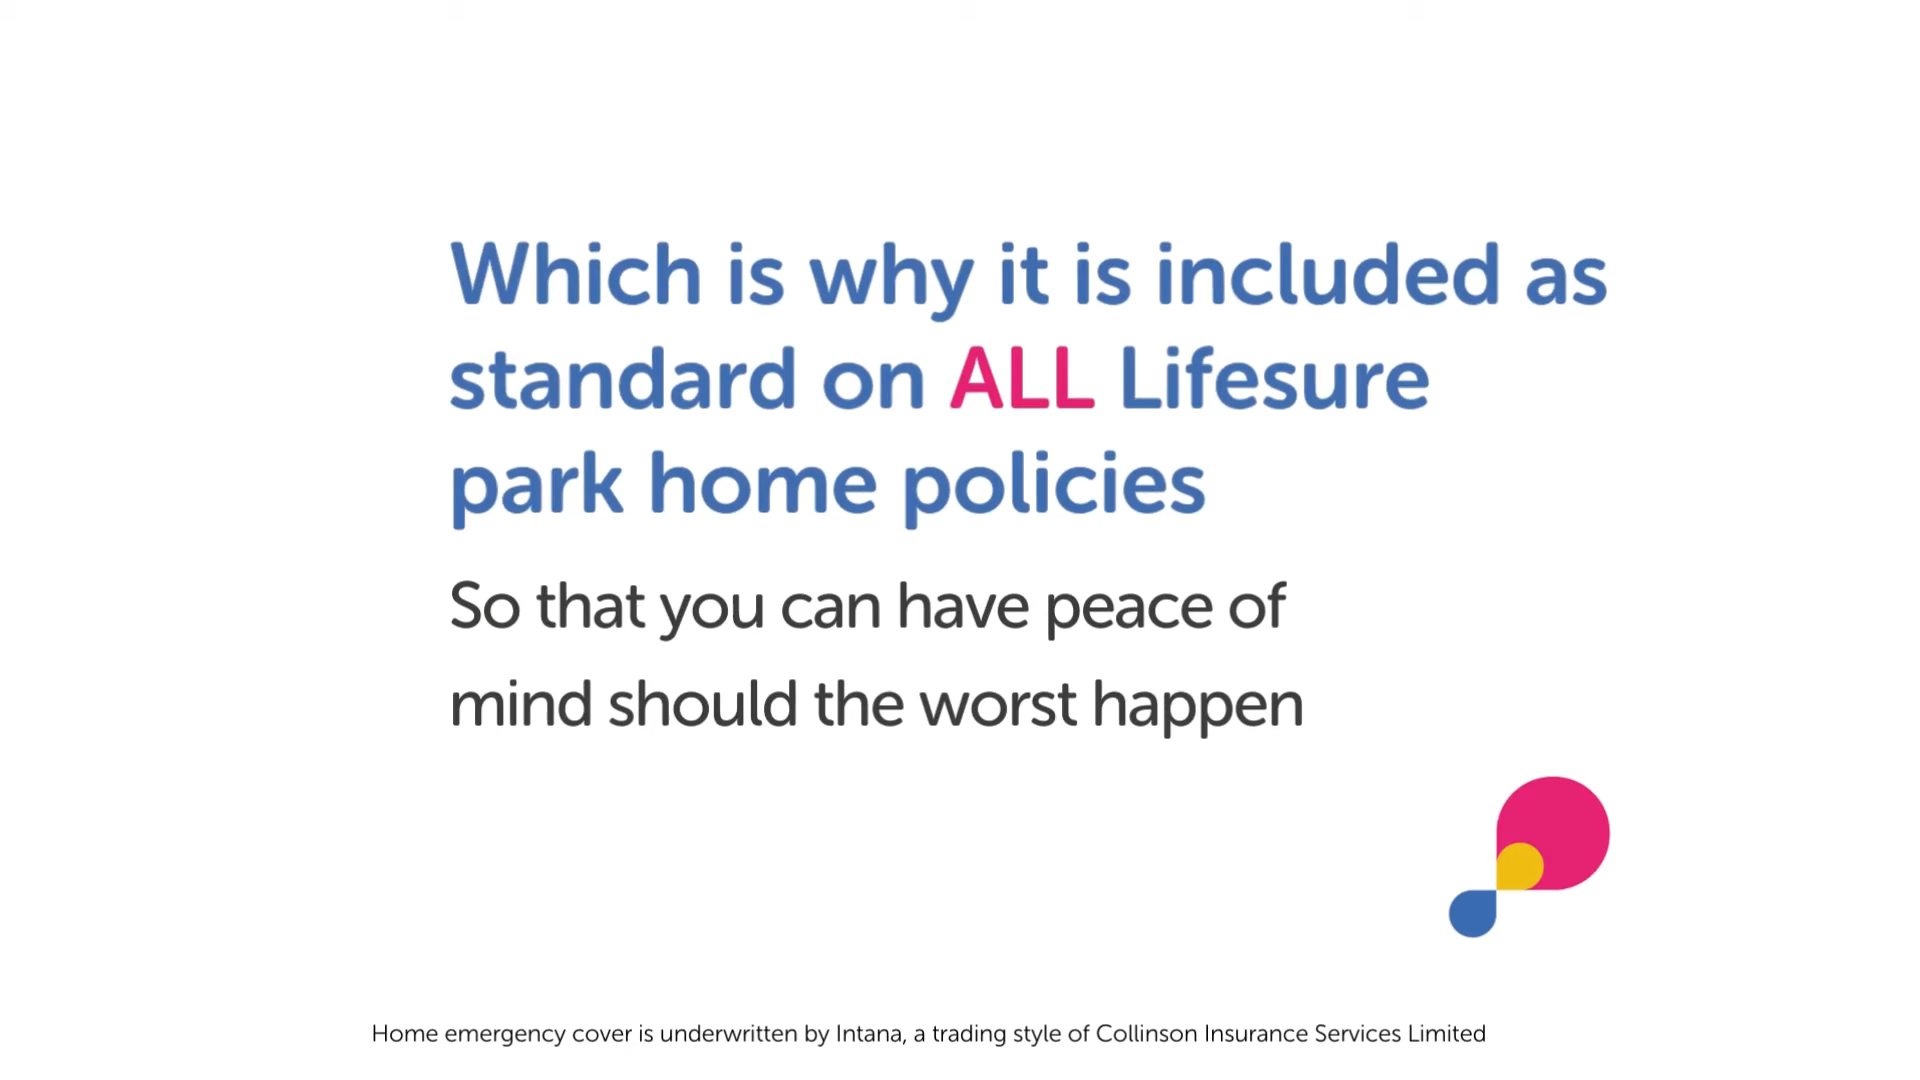 Which is why it is included as
standard on ALL Lifesure
park home policies
So that you can have peace of
mind should the worst happen
Home emergency cover is underwritten by Intana, a trading style of Collinson Insurance Services Limited